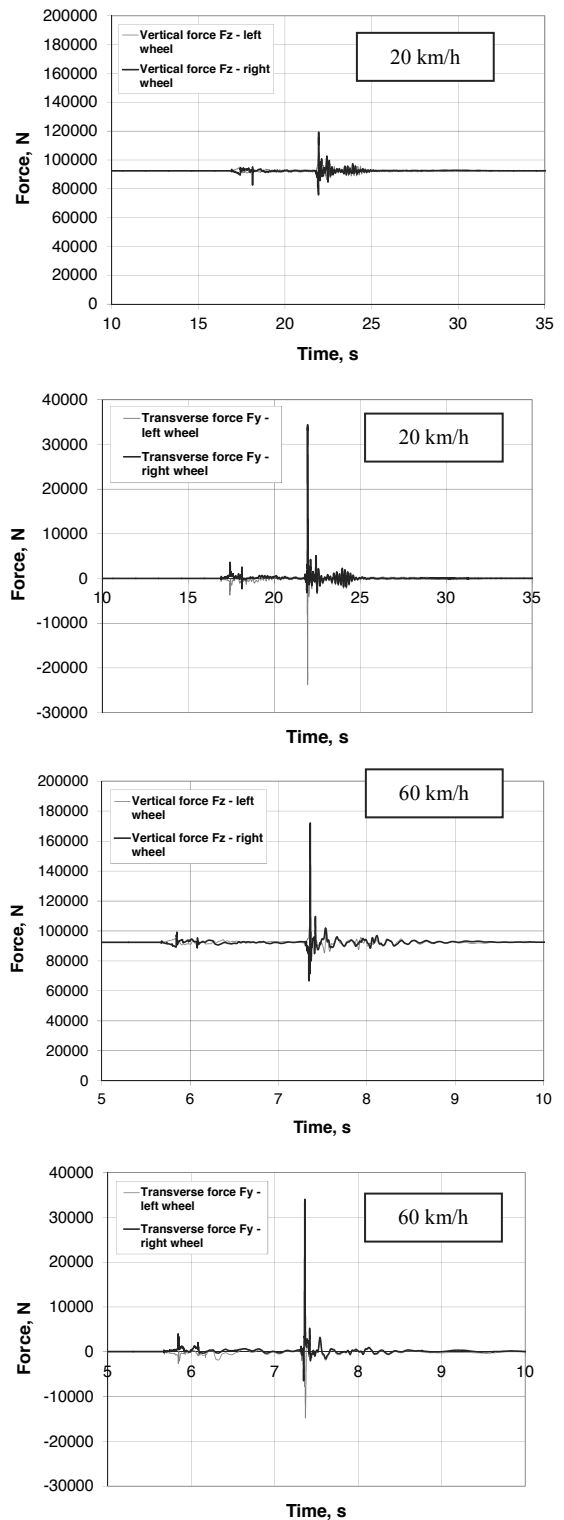 200000
180000
160000
140000
120000
100000
80000
60000
40000
20000
0
Force, N
Vertical force Fz - left
wheel
Vertical force Fz - right
wheel
20 km/h
10 15 20 25 30 35
Time, s
40000
30000
20000
10000
0
-10000
-20000
-30000
Force, N
Transverse force Fy -
left wheel
Transverse force Fy -
right wheel
20 km/h
10 15 20 25 30 35
Time, s
200000
180000
160000
140000
120000
100000
80000
60000
40000
20000
0
Force, N
Vertical force Fz - left
wheel
Vertical force Fz - right
wheel
60 km/h
5 6 7 8 9 10
Time, s
40000
30000
20000
10000
0
-10000
-20000
-30000
Force, N
Transverse force Fy -
left wheel
Transverse force Fy -
right wheel
60 km/h
5 6 7 8 9 10
Time, s